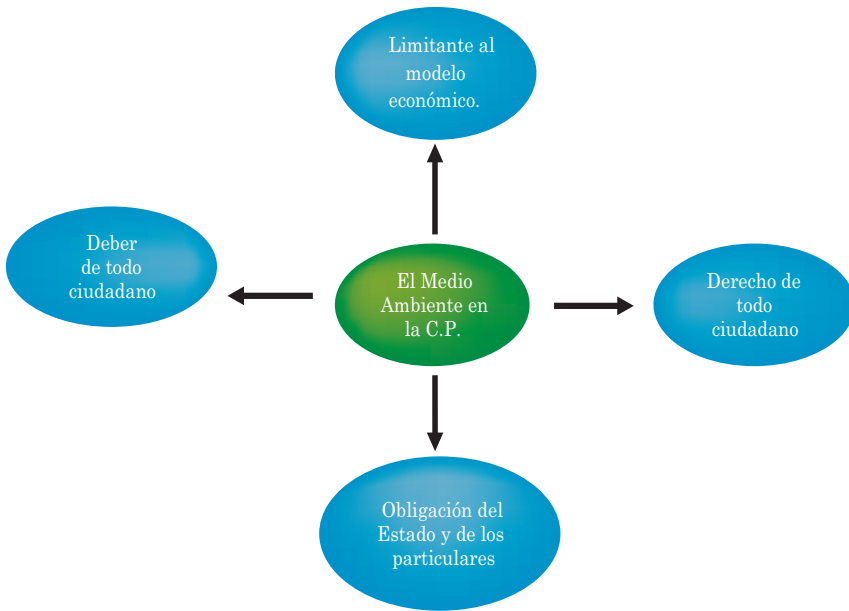 Limitante al
modelo
económico.
Deber
de todo
ciudadano
El Medio
Ambiente en
la C.P.
Derecho de
todo
ciudadano
Obligación del
Estado y de los
particulares